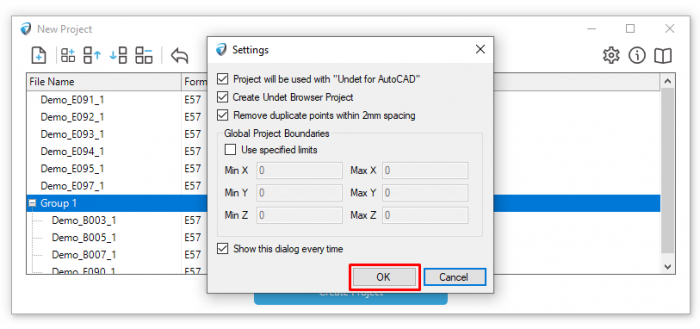 New Project
Settings
File Name
Form
Demo_E091_1 E57
Demo_E092_1 E57
Demo_E093_1 E57
Demo_E094_1 E57
Demo_E095_1 E57
Demo_E097_1 E57
Group 1
Demo_B003_1 E57
Demo_B005_1 E57
Demo_B007_1 E57
Demo_E090_1 E57
Project will be used with "Undet for AutoCAD"
Create Undet Browser Project
Remove duplicate points within 2mm spacing
Global Project Boundaries
Use specified limits
Min X 0 Max X 0
Min Y 0 Max Y 0
Min Z 0 Max Z 0
Show this dialog every time
OK Cancel
Create Project